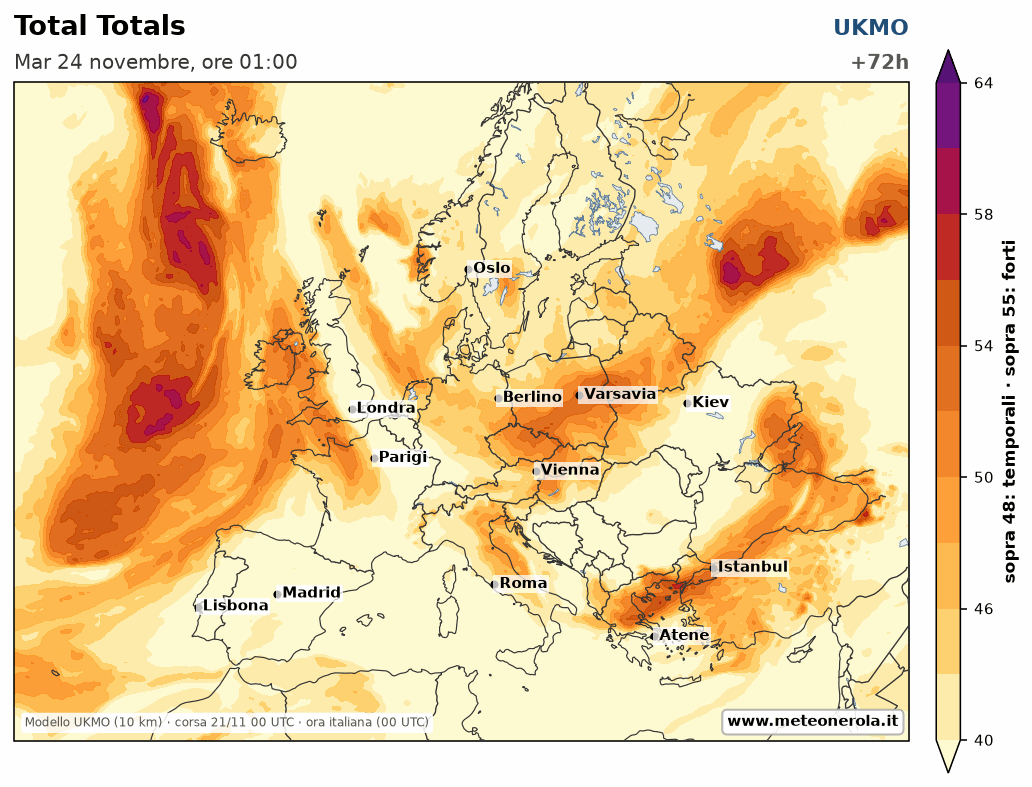 Total Totals
UKMO
Mar 24 novembre, ore 01:00
+72h
Oslo
Berlino
Varsavia
Kiev
Londra
Parigi
Vienna
Istanbul
Roma
Madrid
Lisbona
Atene
Modello UKMO (10 km) · corsa 21/11 00 UTC · ora italiana (00 UTC)
www.meteonerola.it
64
58
54
50
46
40
sopra 48: temporali · sopra 55: forti